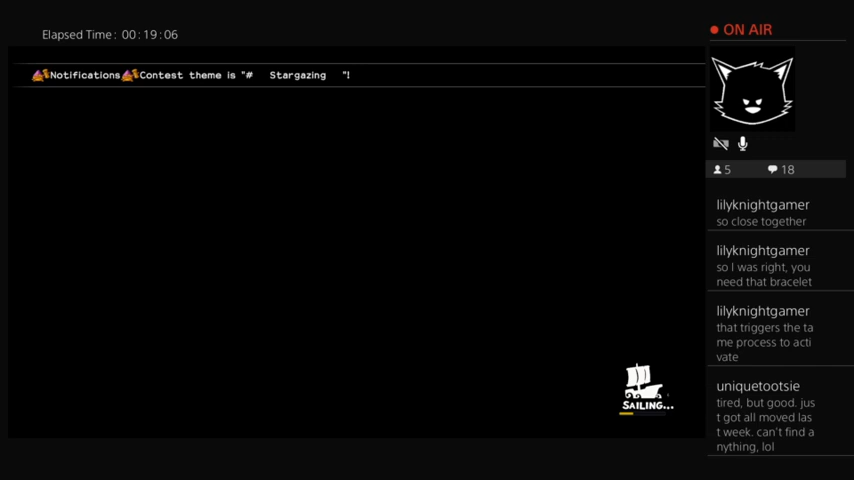 Elapsed Time: 00:19:06
ON AIR
Notifications Contest theme is "# Stargazing "!
5 18
lilyknightgamer
so close together
lilyknightgamer
so I was right, you
need that bracelet
lilyknightgamer
that triggers the ta
me process to acti
vate
uniquetootsie
tired, but good. jus
t got all moved las
t week. can't find a
nything, lol
SAILING...